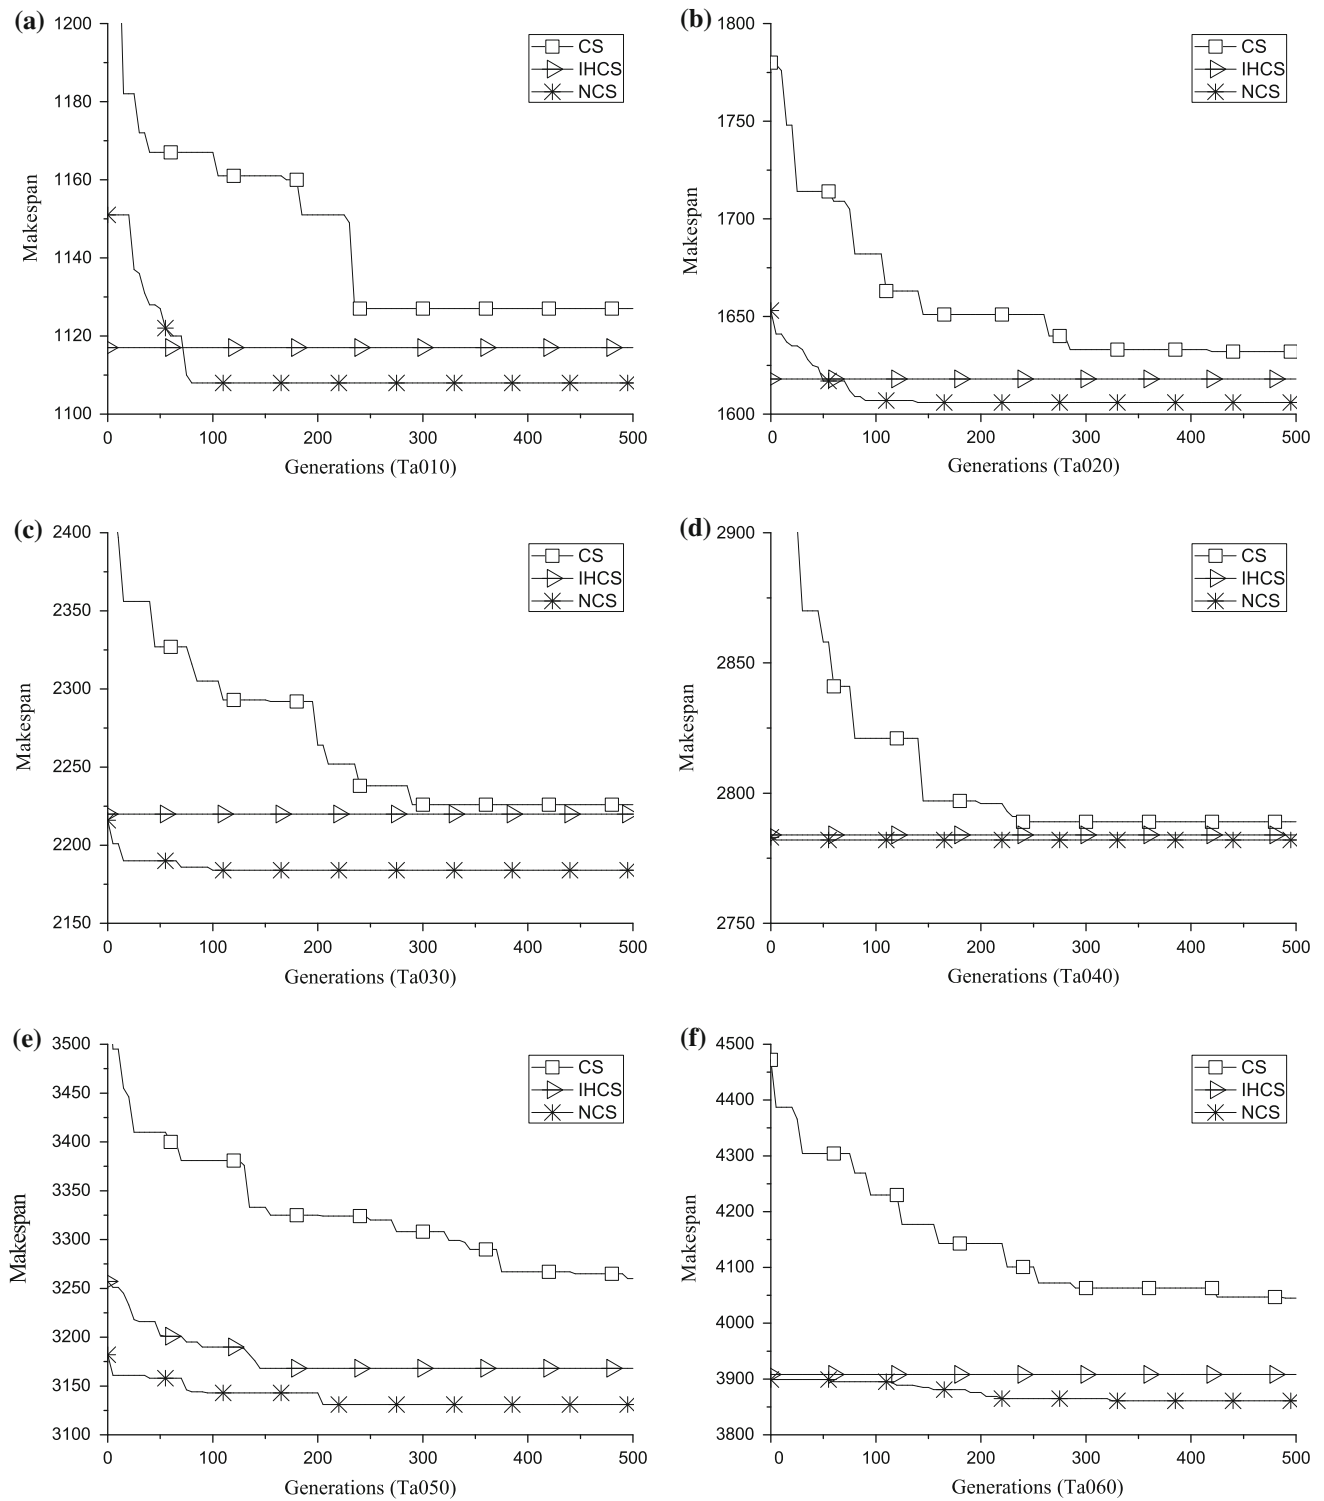 (a)
1200
1180
1160
1140
1120
1100
Makespan
CS
IHCS
NCS
0 100 200 300 400 500
Generations (Ta010)
(b)
1800
1750
1700
1650
1600
Makespan
CS
IHCS
NCS
0 100 200 300 400 500
Generations (Ta020)
(c)
2400
2350
2300
2250
2200
2150
Makespan
CS
IHCS
NCS
0 100 200 300 400 500
Generations (Ta030)
(d)
2900
2850
2800
2750
Makespan
CS
IHCS
NCS
0 100 200 300 400 500
Generations (Ta040)
(e)
3500
3450
3400
3350
3300
3250
3200
3150
3100
Makespan
CS
IHCS
NCS
0 100 200 300 400 500
Generations (Ta050)
(f)
4500
4400
4300
4200
4100
4000
3900
3800
Makespan
CS
IHCS
NCS
0 100 200 300 400 500
Generations (Ta060)